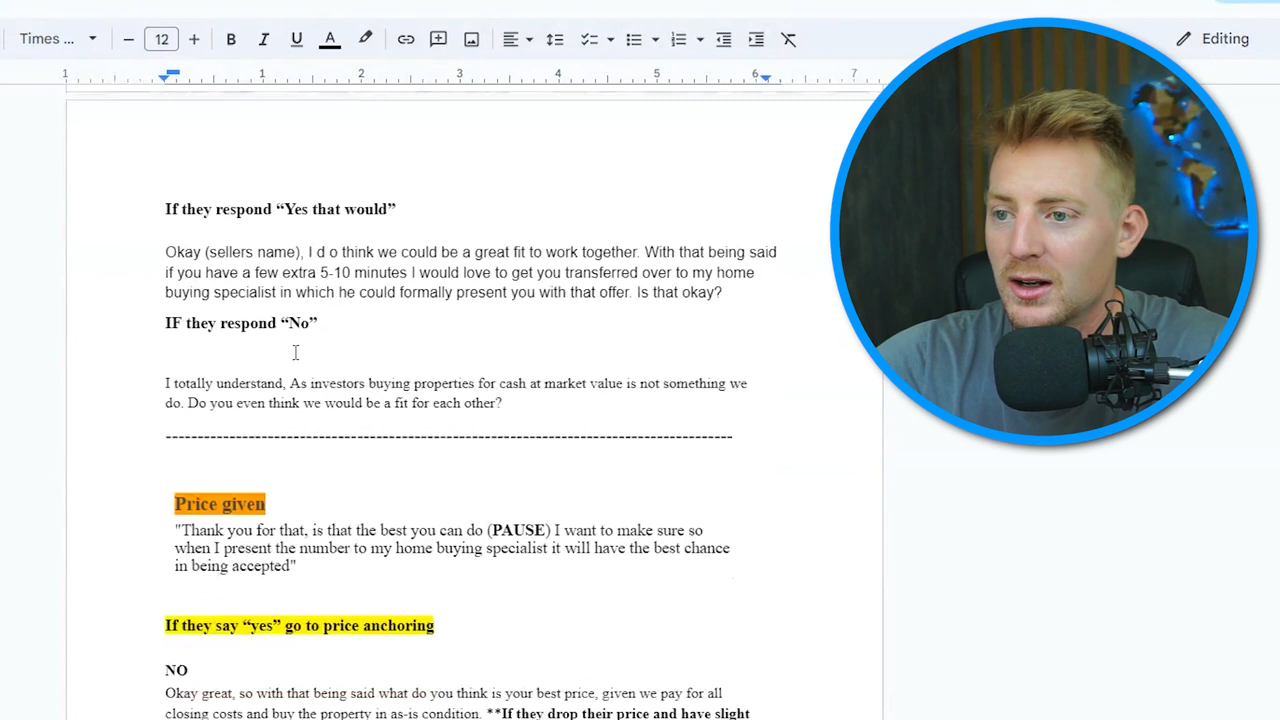 Times ...
12
B I U A
Editing
1 1 2 3 4 5 6 7
If they respond “Yes that would”
Okay (sellers name), I d o think we could be a great fit to work together. With that being said
if you have a few extra 5-10 minutes I would love to get you transferred over to my home
buying specialist in which he could formally present you with that offer. Is that okay?
IF they respond “No”
I totally understand, As investors buying properties for cash at market value is not something we
do. Do you even think we would be a fit for each other?
----------------------------------------------------------------------------------------
Price given
"Thank you for that, is that the best you can do (PAUSE) I want to make sure so
when I present the number to my home buying specialist it will have the best chance
in being accepted"
If they say “yes” go to price anchoring
NO
Okay great, so with that being said what do you think is your best price, given we pay for all
closing costs and buy the property in as-is condition. **If they drop their price and have slight